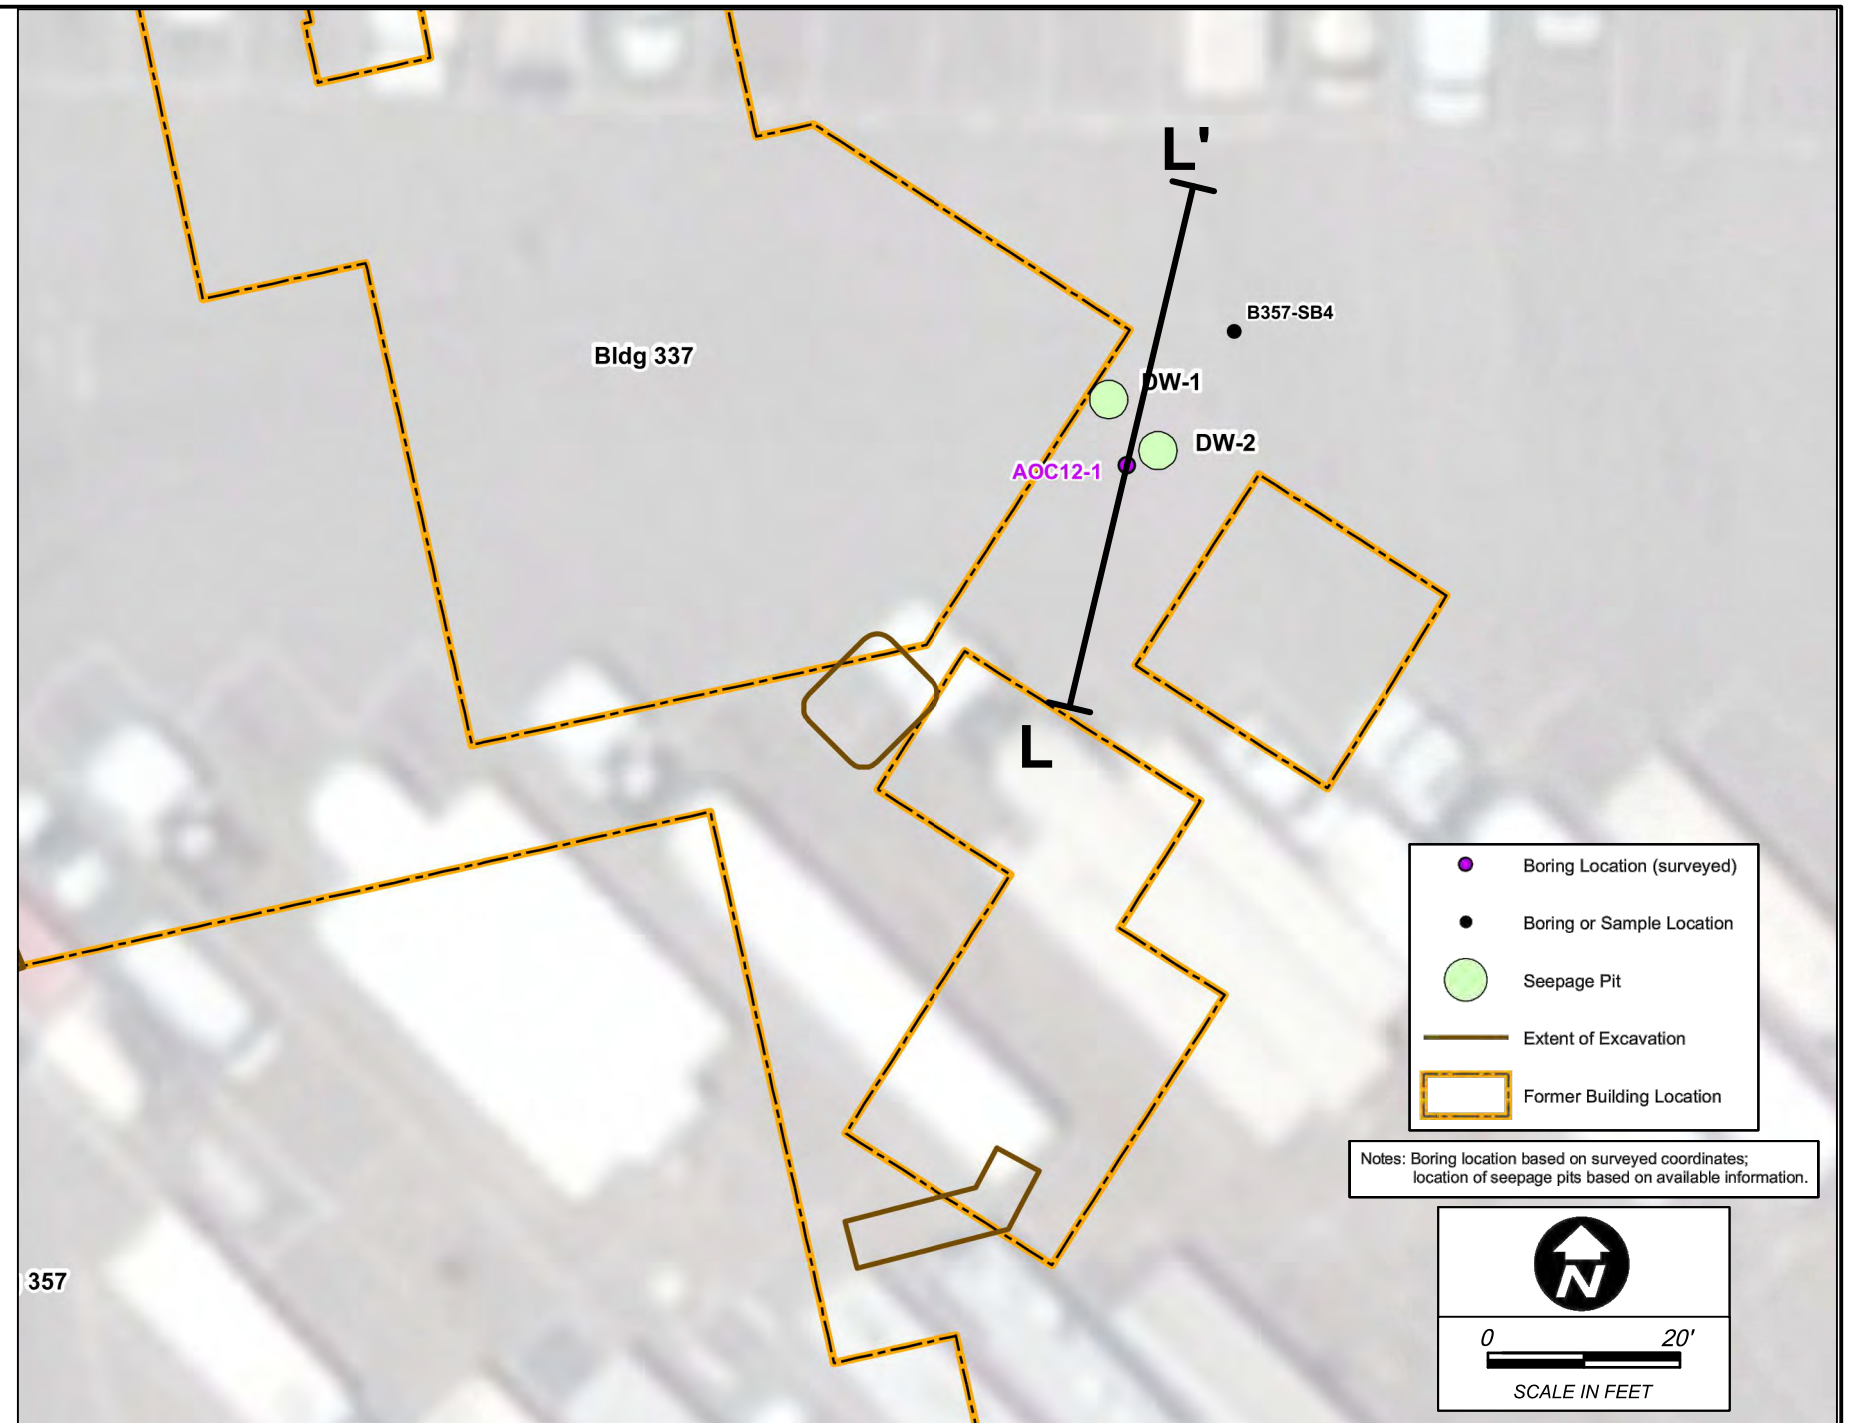 L'
B357-SB4
Bldg 337
DW-1
DW-2
AOC12-1
L
Boring Location (surveyed)
Boring or Sample Location
Seepage Pit
Extent of Excavation
Former Building Location
Notes: Boring location based on surveyed coordinates;
location of seepage pits based on available information.
357
N
0 20'
SCALE IN FEET